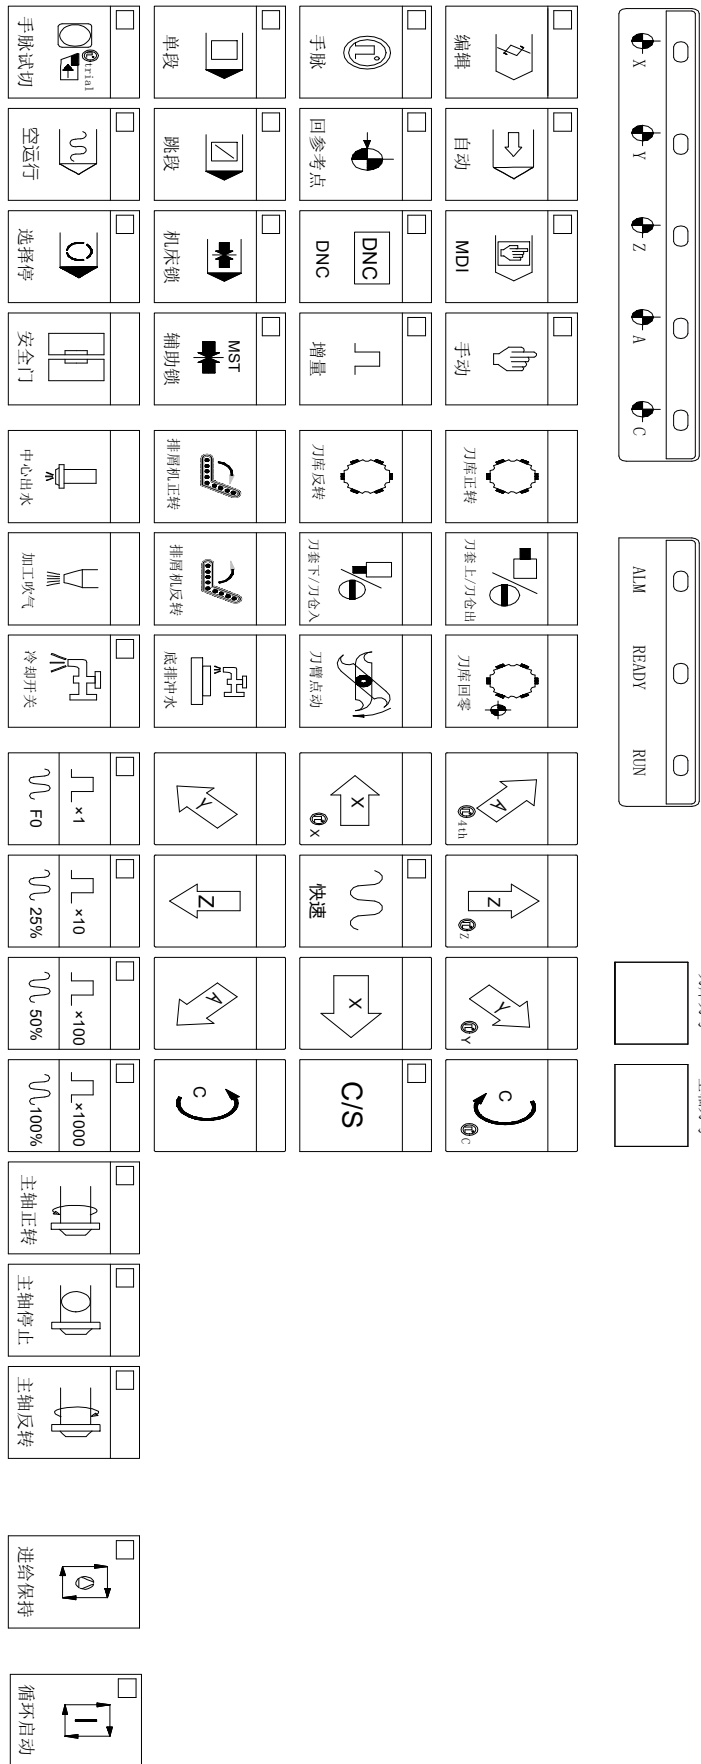 X
Y
Z
A
C
ALM
READY
RUN
编辑
自动
MDI
手动
刀库正转
刀套上/刀仓出
刀库回零
A
4th
Z
Z
Y
Y
C
C
手脉
回参考点
DNC
DNC
增量
刀库反转
刀套下/刀仓入
刀臂点动
X
X
快速
X
C/S
单段
跳段
机床锁
MST
辅助锁
排屑机正转
排屑机反转
底排冲水
Y
Z
A
C
trial
手脉试切
空运行
选择停
安全门
中心出水
加工吹气
冷却开关
×1
F0
×10
25%
×100
50%
×1000
100%
主轴正转
主轴停止
主轴反转
进给保持
循环启动